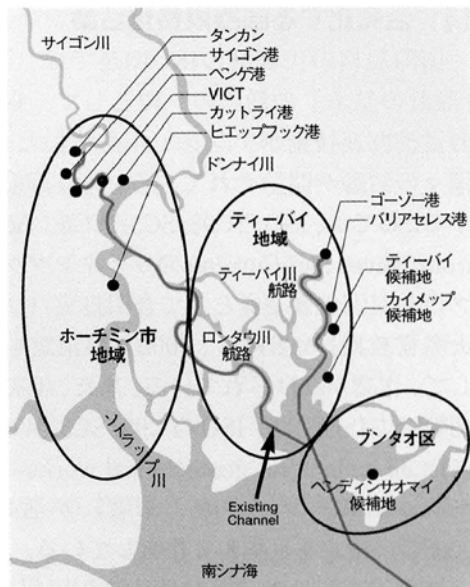 サイゴン川
タンカン
サイゴン港
ベンゲ港
VICT
カットライ港
ヒエップフック港
ドンナイ川
ティーバイ
地域
ゴーゾー港
バリアセレス港
ティーバイ
候補地
カイメップ
候補地
ティーバイ川
航路
ホーチミン市
地域
ロンタウ川
航路
ソトラップ川
ブンタオ区
ベンディンサオマイ
候補地
Existing
Channel
南シナ海